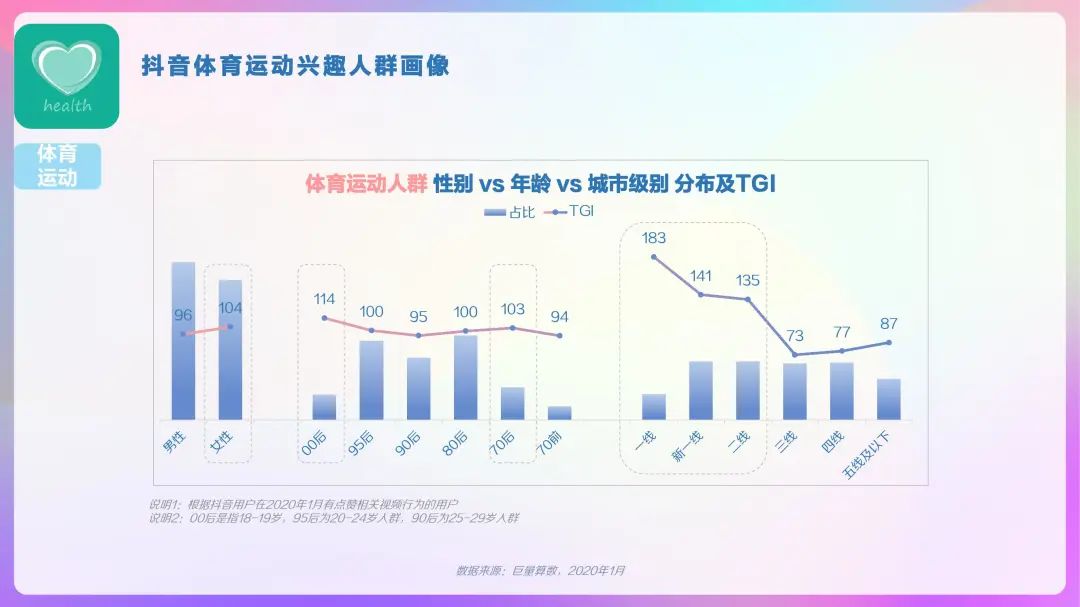 health
抖音体育运动兴趣人群画像
体育
运动
体育运动人群 性别 vs 年龄 vs 城市级别 分布及TGI
占比 TGI
96 104 114 100 95 100 103 94 183 141 135 73 77 87
男性 女性 00后 95后 90后 80后 70后 70前 一线 新一线 二线 三线 四线 五线及以下
说明1：根据抖音用户在2020年1月有点赞相关视频行为的用户
说明2：00后是指18-19岁，95后为20-24岁人群，90后为25-29岁人群
数据来源：巨量算数，2020年1月